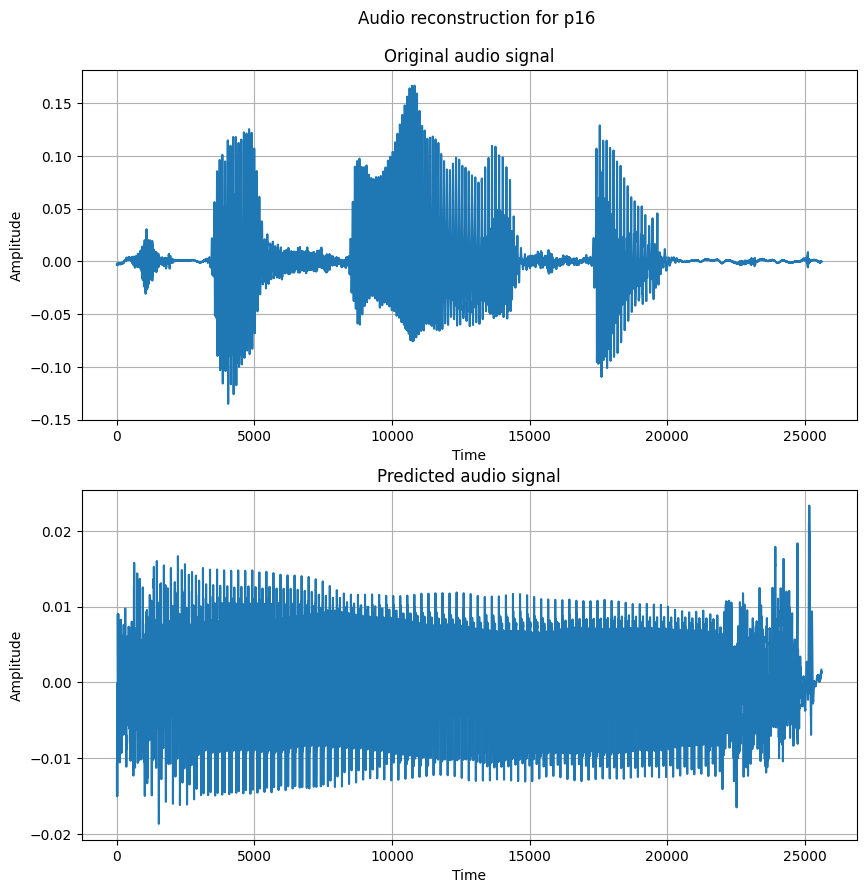 Audio reconstruction for p16
Original audio signal
Amplitude
0.15
0.10
0.05
0.00
−0.05
−0.10
−0.15
0 5000 10000 15000 20000 25000
Time
Predicted audio signal
Amplitude
0.02
0.01
0.00
−0.01
−0.02
0 5000 10000 15000 20000 25000
Time